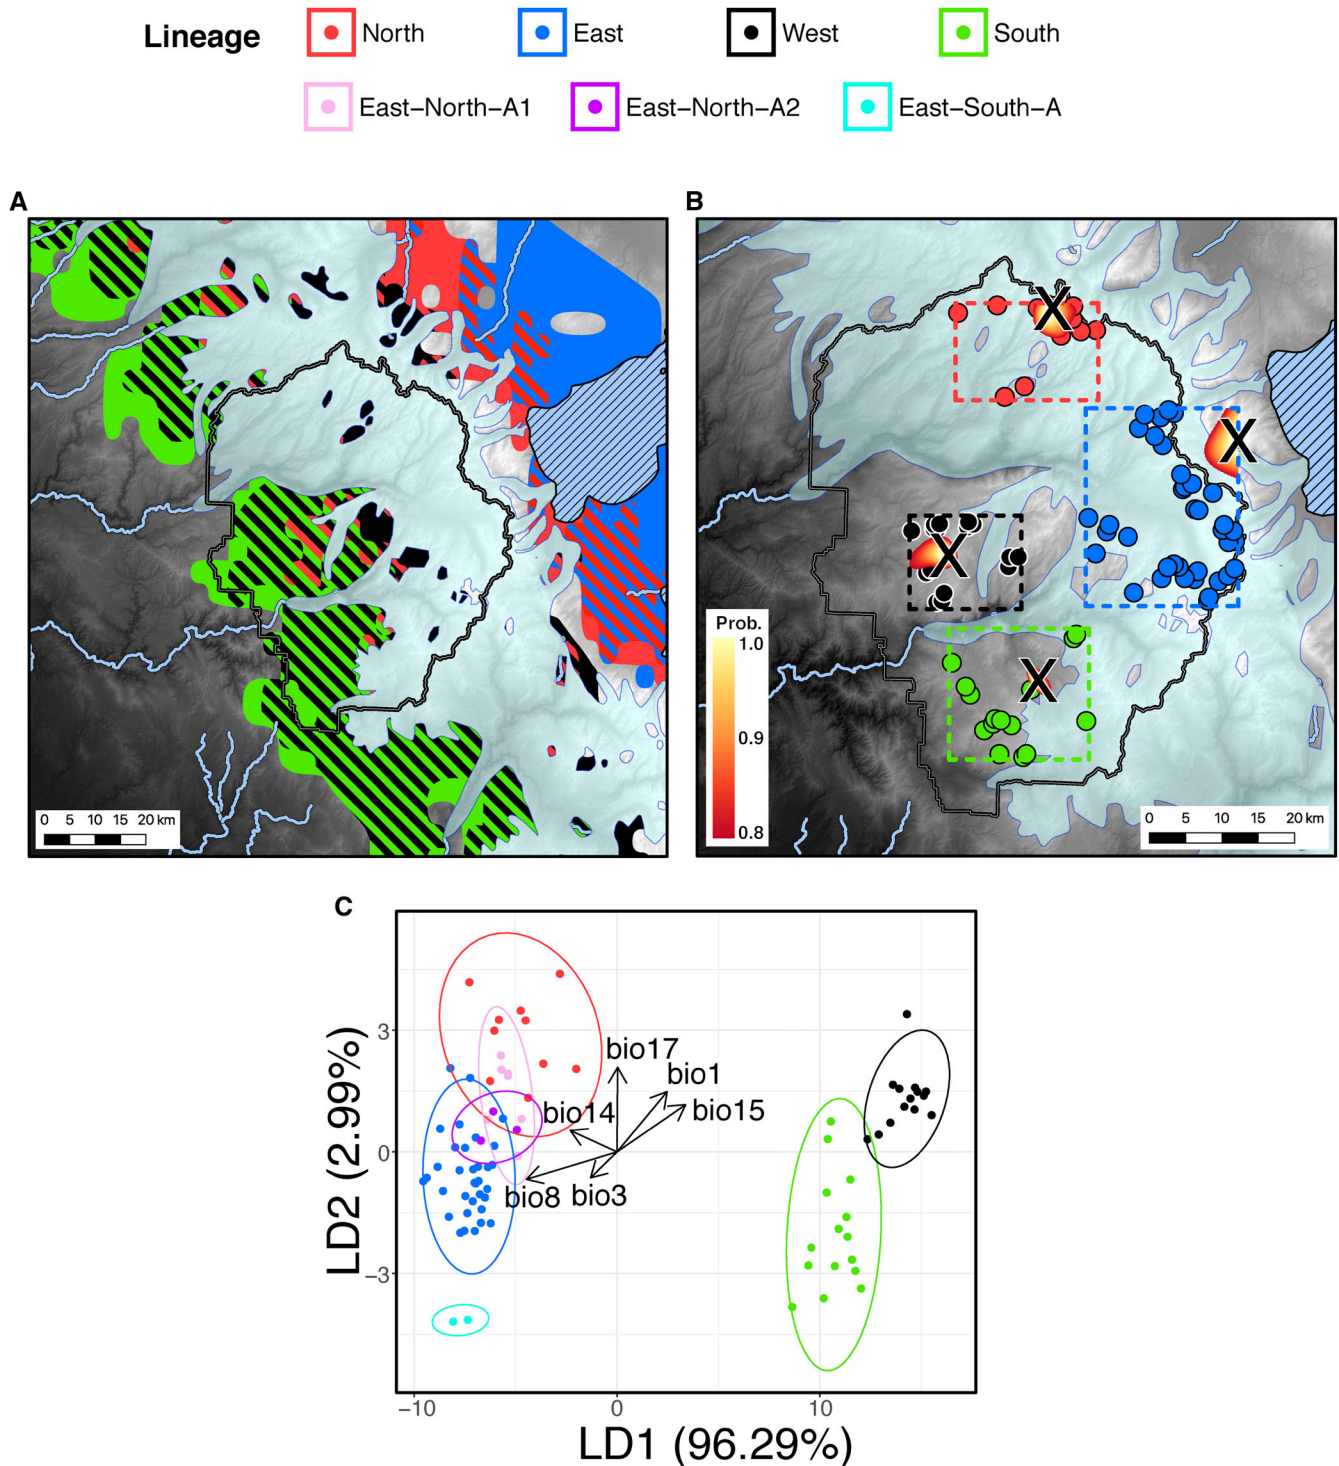 Lineage North East West South
East–North–A1 East–North–A2 East–South–A
A
B
0 5 10 15 20 km
Prob.
1.0
0.9
0.8
X
X
X
X
0 5 10 15 20 km
C
LD2 (2.99%)
3
0
−3
bio17
bio1
bio15
bio14
bio8
bio3
−10 0 10
LD1 (96.29%)